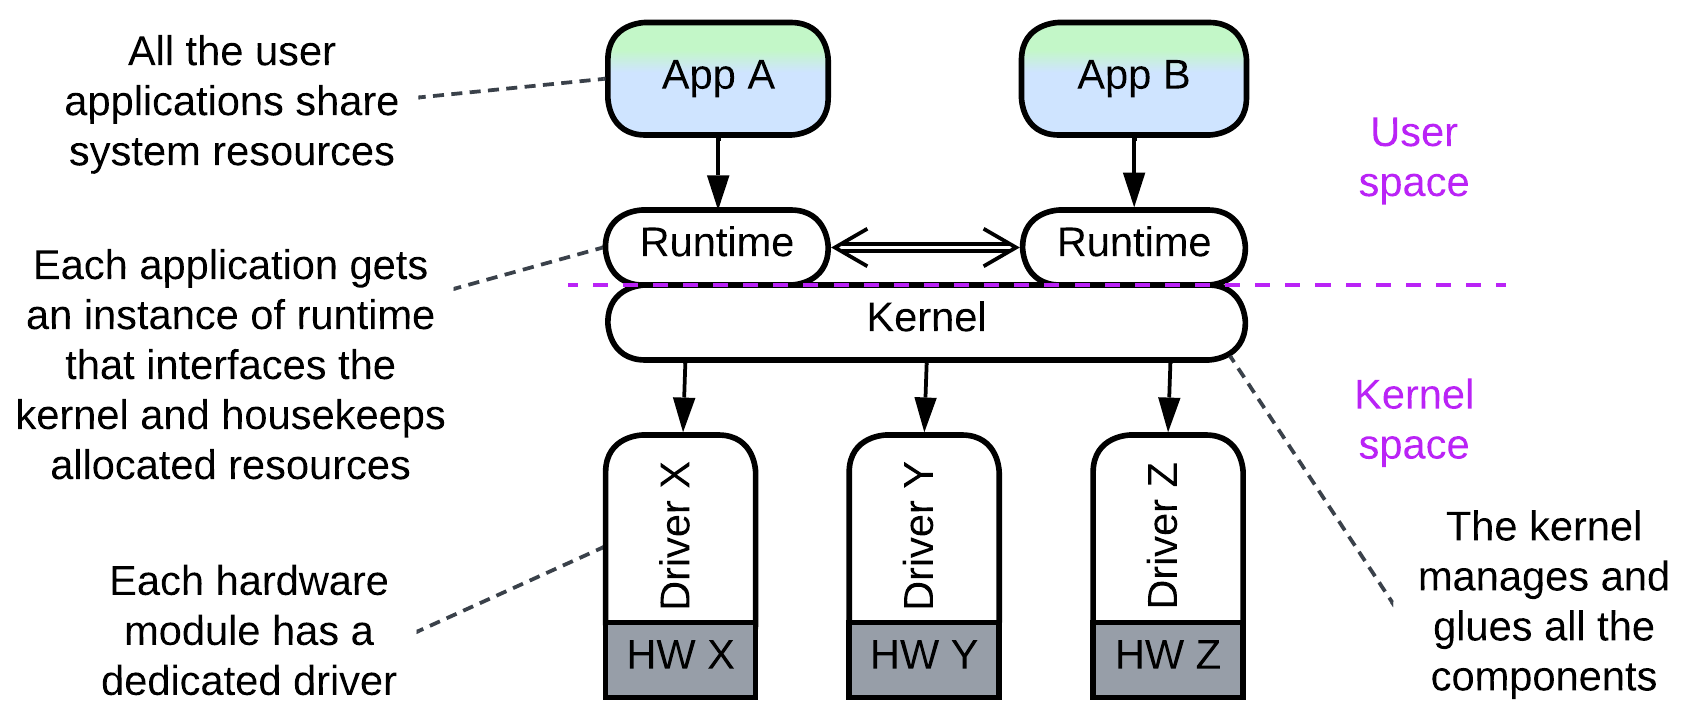 All the user
applications share
system resources
App A
App B
User
space
Runtime
Runtime
Each application gets
an instance of runtime
that interfaces the
kernel and housekeeps
allocated resources
Kernel
Kernel
space
Driver X
Driver Y
Driver Z
Each hardware
module has a
dedicated driver
HW X
HW Y
HW Z
The kernel
manages and
glues all the
components